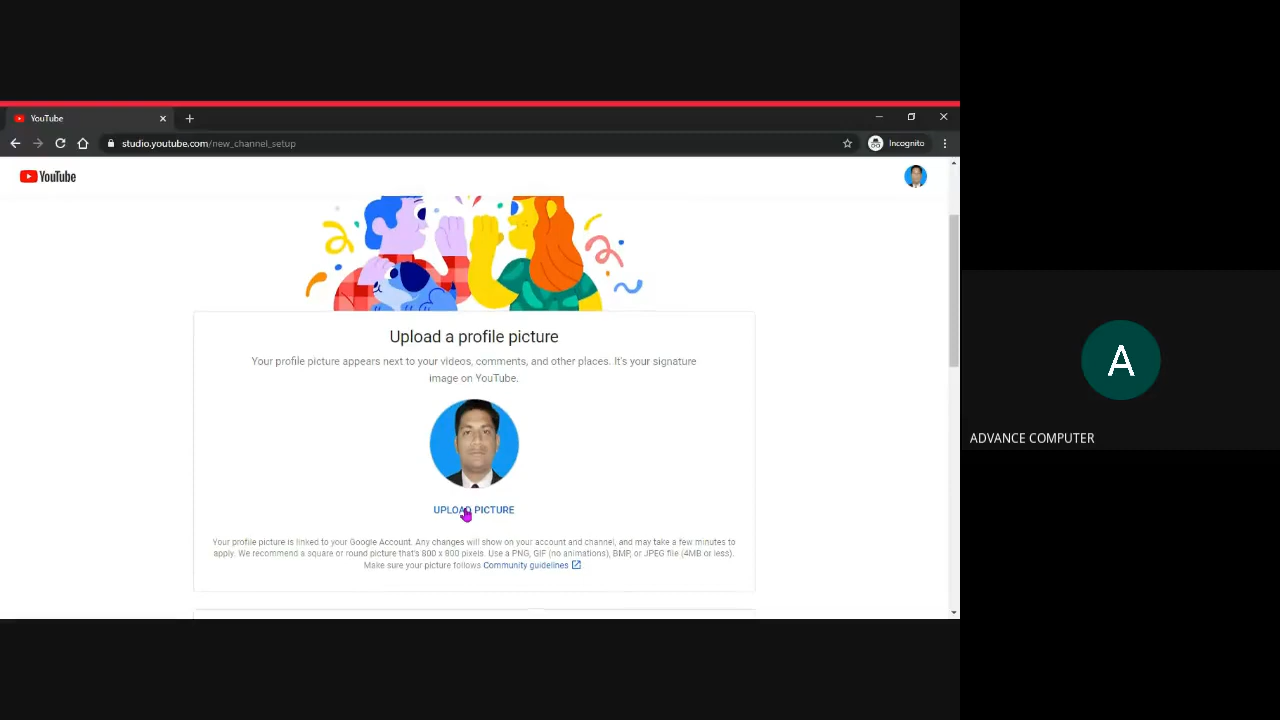 YouTube
studio.youtube.com/new_channel_setup
Incognito
YouTube
Upload a profile picture
Your profile picture appears next to your videos, comments, and other places. It's your signature
image on YouTube.
UPLOAD PICTURE
Your profile picture is linked to your Google Account. Any changes will show on your account and channel, and may take a few minutes to
apply. We recommend a square or round picture that's 800 x 800 pixels. Use a PNG, GIF (no animations), BMP, or JPEG file (4MB or less).
Make sure your picture follows Community guidelines
A
ADVANCE COMPUTER